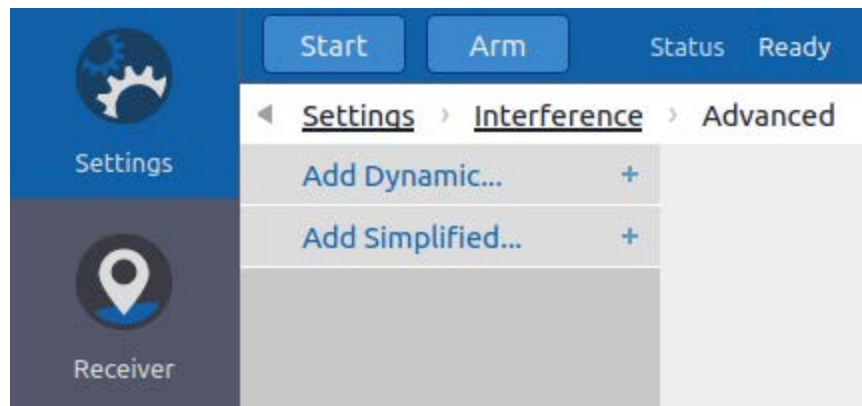 Start Arm Status Ready
Settings › Interference › Advanced
Settings
Add Dynamic... +
Add Simplified... +
Receiver